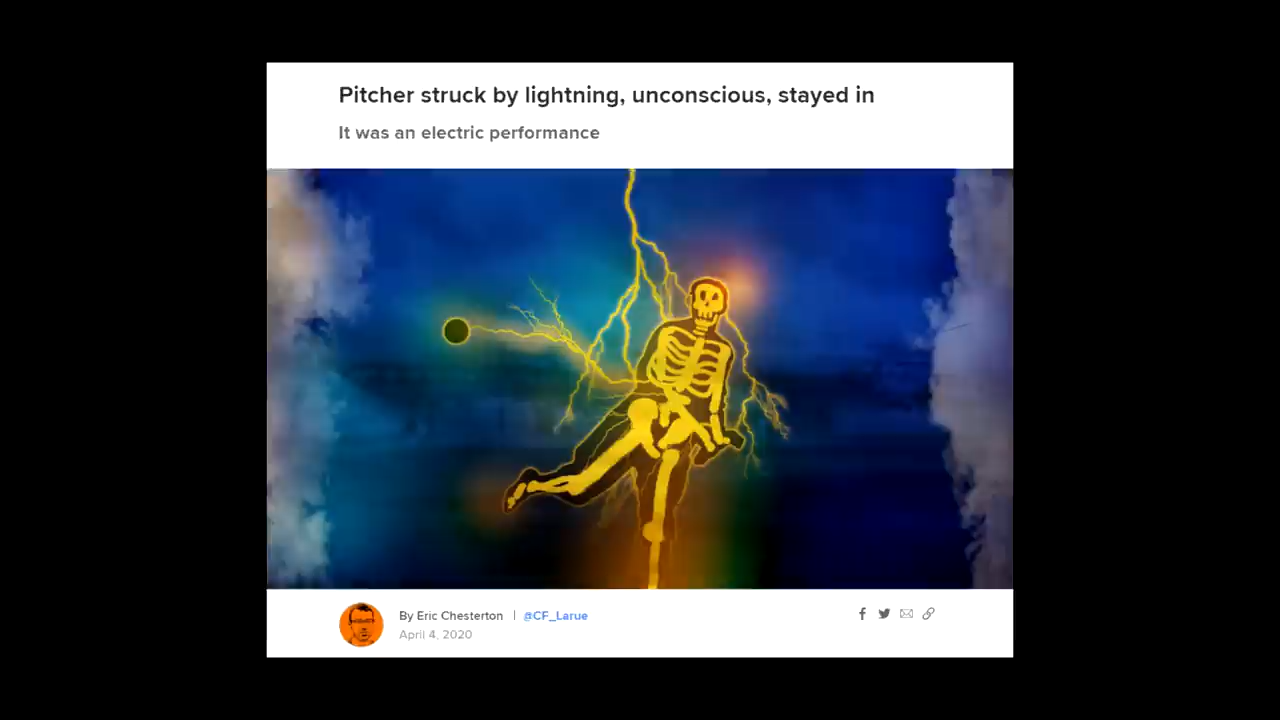 Pitcher struck by lightning, unconscious, stayed in
It was an electric performance
By Eric Chesterton | @CF_Larue
April 4, 2020